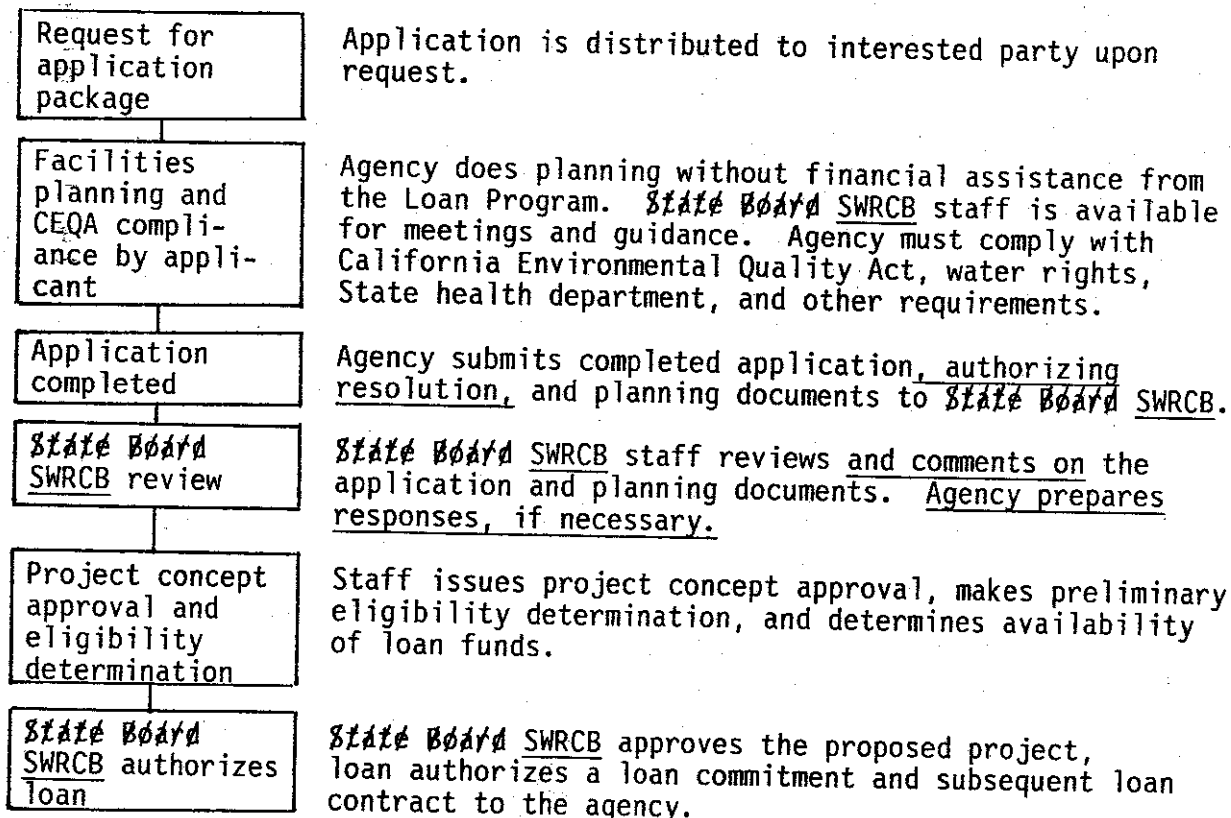 Request for
application
package
Application is distributed to interested party upon
request.
Facilities
planning and
CEQA compli-
ance by appli-
cant
Agency does planning without financial assistance from
the Loan Program. State Board SWRCB staff is available
for meetings and guidance. Agency must comply with
California Environmental Quality Act, water rights,
State health department, and other requirements.
Application
completed
Agency submits completed application, authorizing
resolution, and planning documents to State Board SWRCB.
State Board
SWRCB review
State Board SWRCB staff reviews and comments on the
application and planning documents. Agency prepares
responses, if necessary.
Project concept
approval and
eligibility
determination
Staff issues project concept approval, makes preliminary
eligibility determination, and determines availability
of loan funds.
State Board
SWRCB authorizes
loan
State Board SWRCB approves the proposed project,
loan authorizes a loan commitment and subsequent loan
contract to the agency.